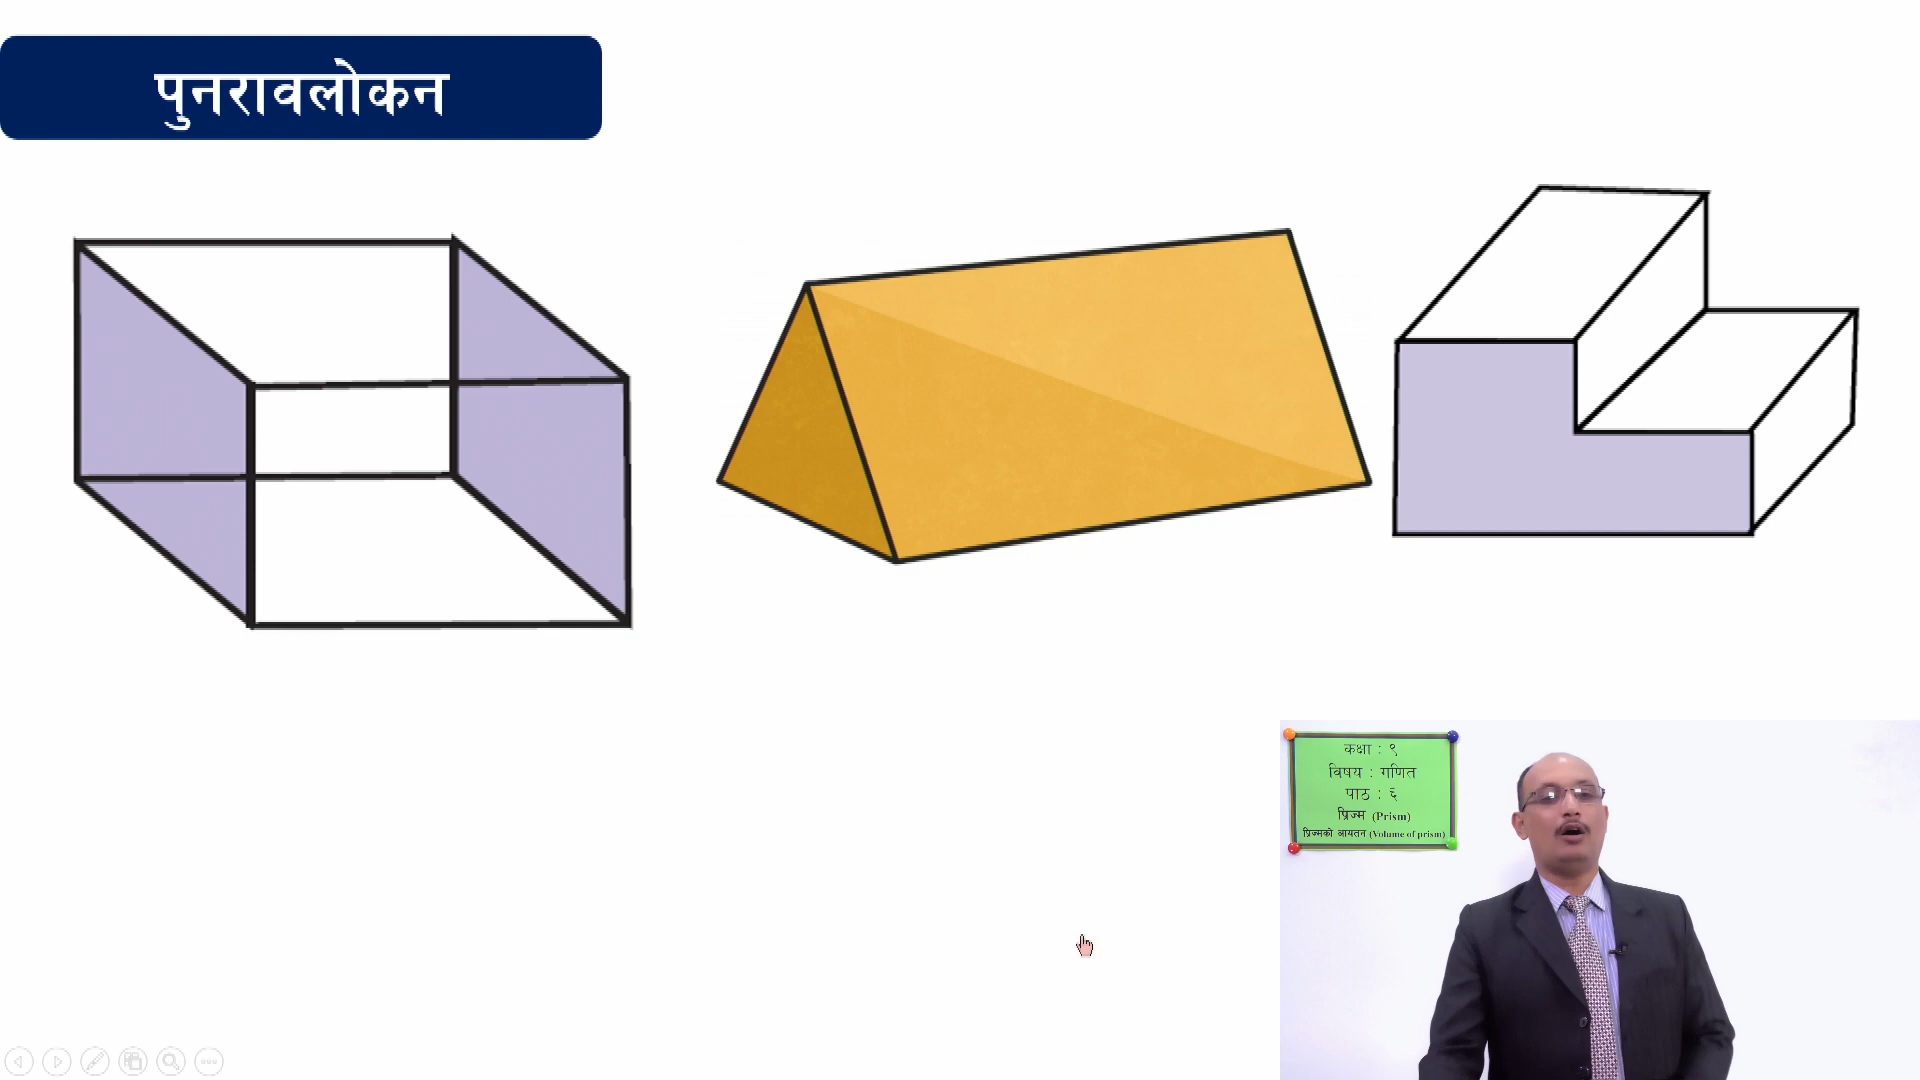 पुनरावलोकन
कक्षा : ९
विषय : गणित
पाठ : ६
प्रिज्म (Prism)
प्रिज्मको आयतन (Volume of prism)